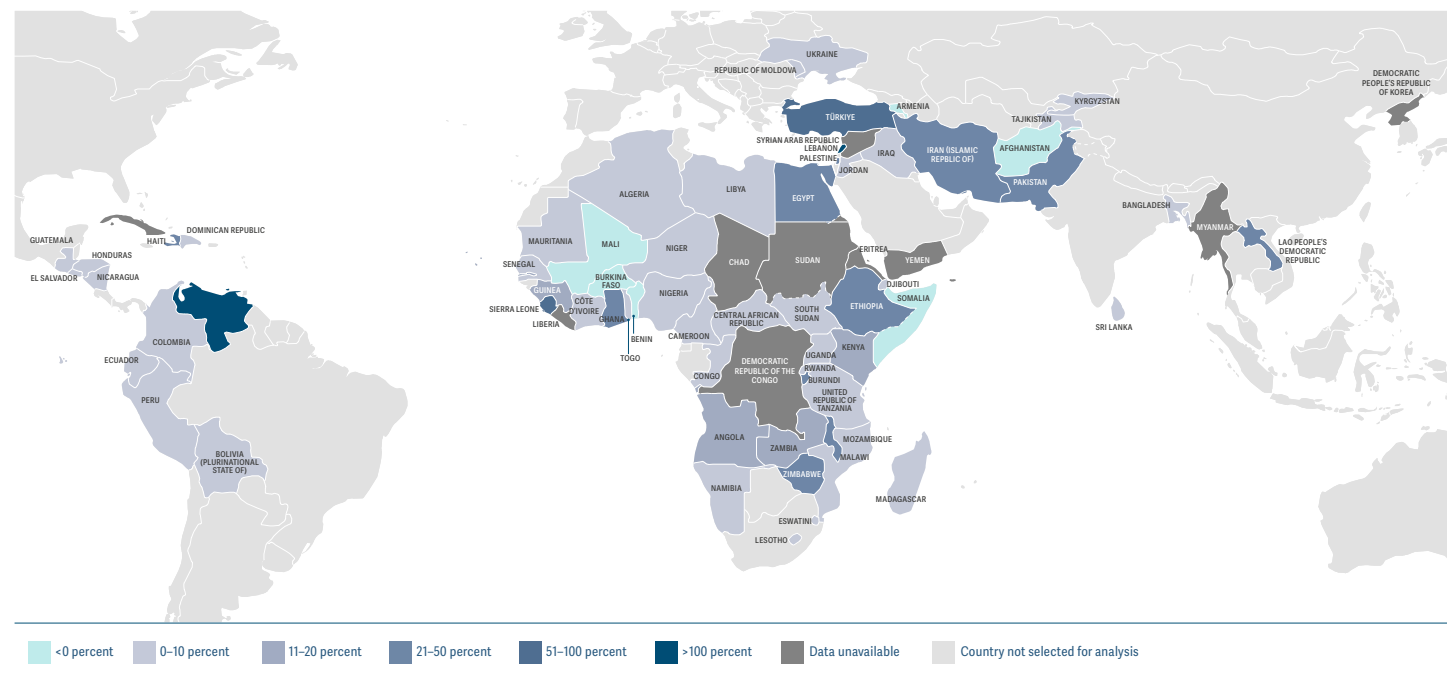 UKRAINE
REPUBLIC OF MOLDOVA
DEMOCRATIC
PEOPLE'S REPUBLIC
OF KOREA
KYRGYZSTAN
ARMENIA
TÜRKIYE
TAJIKISTAN
SYRIAN ARAB REPUBLIC
LEBANON
PALESTINE
IRAQ
IRAN (ISLAMIC
REPBLIC OF)
AFGHANISTAN
JORDAN
PAKISTAN
ALGERIA
LIBYA
EGYPT
BANGLADESH
MYANMAR
LAO PEOPLE'S
DEMOCRATIC
REPUBLIC
GUATEMALA
HAITI
DOMINICAN REPUBLIC
HONDURAS
EL SALVADOR
NICARAGUA
MAURITANIA
MALI
NIGER
CHAD
SUDAN
ERITREA
YEMEN
SENEGAL
BURKINA
FASO
GUINEA
CÔTE
D'IVOIRE
NIGERIA
DJIBOUTI
SOMALIA
ETHIOPIA
SIERRA LEONE
LIBERIA
GHANA
CENTRAL AFRICAN
REPUBLIC
SOUTH
SUDAN
SRI LANKA
BENIN
TOGO
CAMEROON
COLOMBIA
ECUADOR
PERU
BOLIVIA
(PLURINATIONAL
STATE OF)
UGANDA
KENYA
CONGO
DEMOCRATIC
REPUBLIC OF THE
CONGO
RWANDA
BURUNDI
UNITED
REPUBLIC OF
TANZANIA
ANGOLA
ZAMBIA
MOZAMBIQUE
MALAWI
ZIMBABWE
NAMIBIA
MADAGASCAR
ESWATINI
LESOTHO
<0 percent
0–10 percent
11–20 percent
21–50 percent
51–100 percent
>100 percent
Data unavailable
Country not selected for analysis